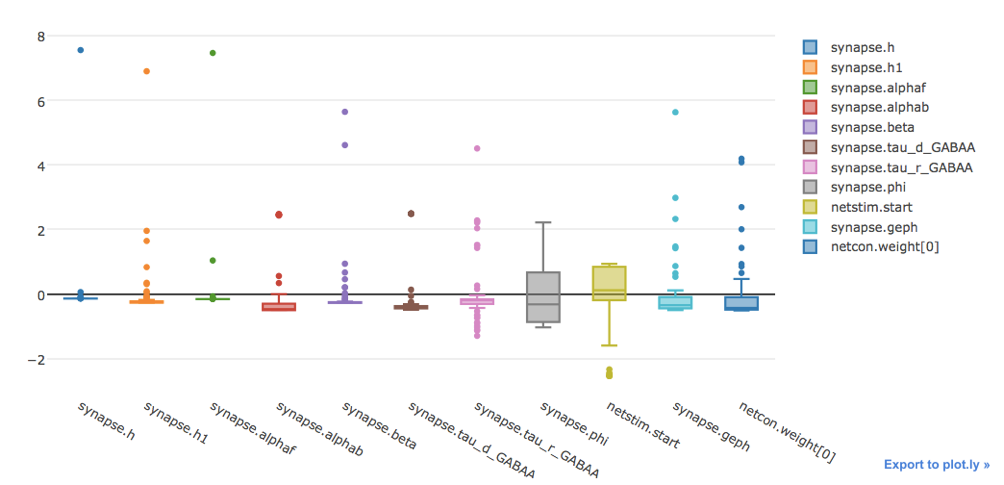 8
6
4
2
0
−2
synapse.h
synapse.h1
synapse.alphaf
synapse.alphab
synapse.beta
synapse.tau_d_GABAA
synapse.tau_r_GABAA
synapse.phi
netstim.start
synapse.geph
netcon.weight[0]
synapse.h
synapse.h1
synapse.alphaf
synapse.alphab
synapse.beta
synapse.tau_d_GABAA
synapse.tau_r_GABAA
synapse.phi
netstim.start
synapse.geph
netcon.weight[0]
Export to plot.ly »